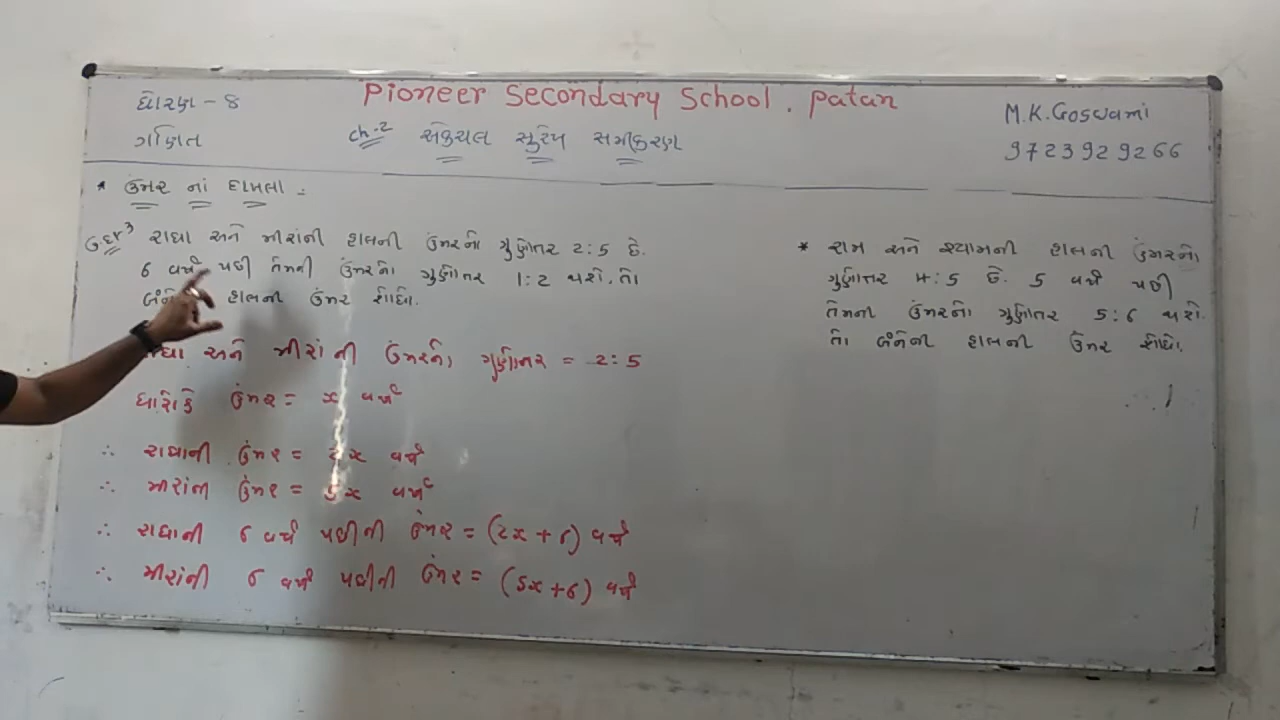 ધોરણ - 8
ગણિત
Pioneer Secondary School. Patan
ch-2 એકચલ સુરેખ સમીકરણ
M.K.Goswami
9723929266
* ઉંમર નાં દાખલા :
ઉ.દા³ રાધા અને મીરાંની હાલની ઉંમરનો ગુણોત્તર 2:5 છે.
6 વર્ષ પછી તેમની ઉંમરનો ગુણોત્તર 1:2 થશે. તો
હાલની ઉંમર શોધો.
અને મીરાંની ઉંમરનો ગુણોત્તર = 2:5
ધારોકે ઉંમર = x વર્ષ
∴ રાધાની ઉંમર = 2x વર્ષ
∴ મીરાંની ઉંમર = 5x વર્ષ
∴ રાધાની 6 વર્ષ પછીની ઉંમર = (2x+6) વર્ષ
∴ મીરાંની 6 વર્ષ પછીની ઉંમર = (5x+6) વર્ષ
* રામ અને શ્યામની હાલની ઉંમરનો
ગુણોત્તર 4:5 છે. 5 વર્ષ પછી
તેમની ઉંમરનો ગુણોત્તર 5:6 થશે.
તો બંનેની હાલની ઉંમર શોધો.